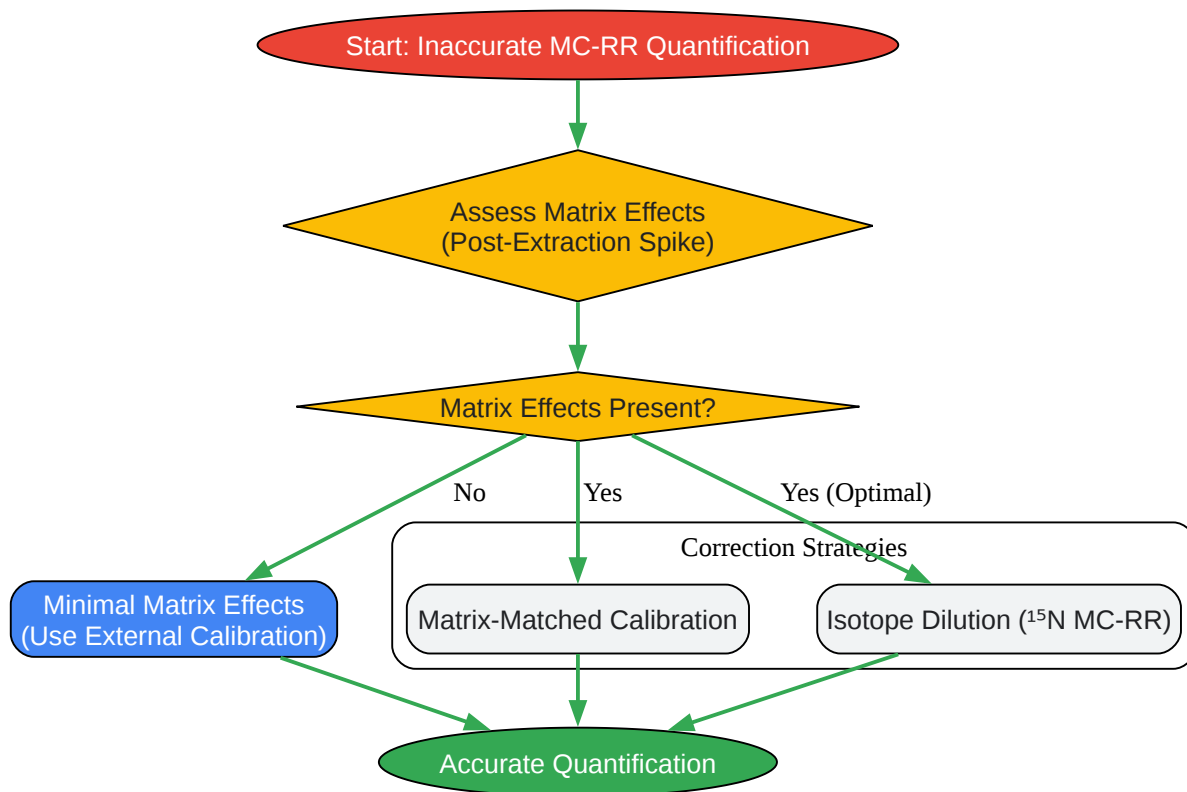 Start: Inaccurate MC-RR Quantification
Assess Matrix Effects
(Post-Extraction Spike)
Matrix Effects Present?
No
Yes
Yes (Optimal)
Correction Strategies
Minimal Matrix Effects
(Use External Calibration)
Matrix-Matched Calibration
Isotope Dilution (¹⁵N MC-RR)
Accurate Quantification